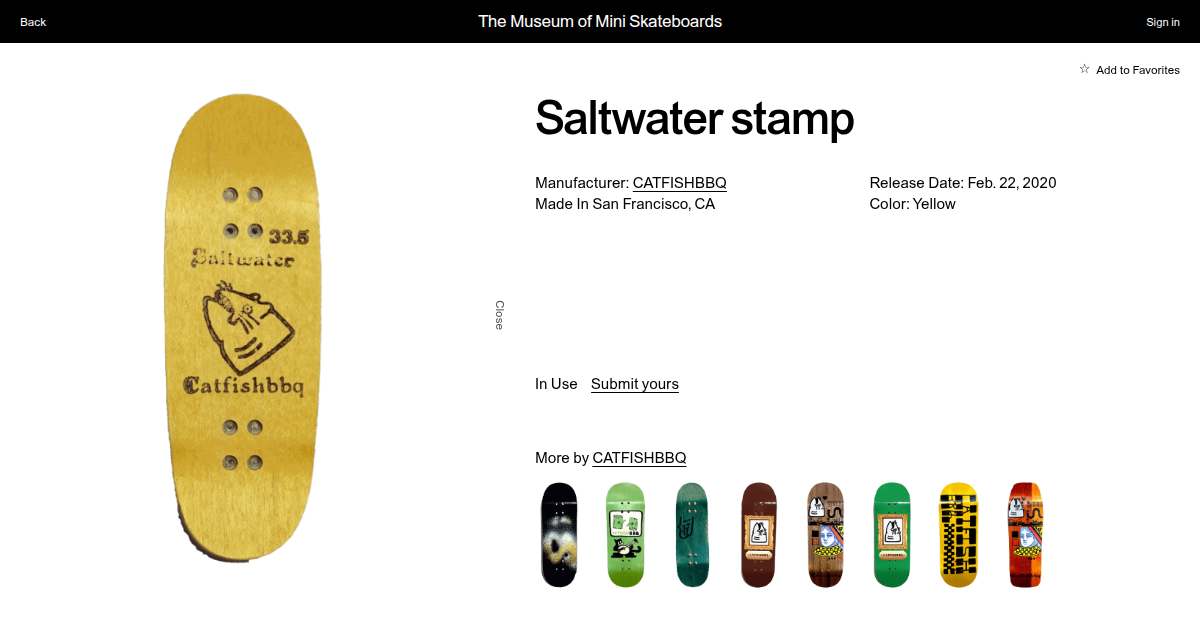 Back
The Museum of Mini Skateboards
Sign in
☆ Add to Favorites
Saltwater stamp
Manufacturer: CATFISHBBQ
Made In San Francisco, CA
Release Date: Feb. 22, 2020
Color: Yellow
33.5
Saltwater
Catfishbbq
Close
In Use
Submit yours
More by CATFISHBBQ